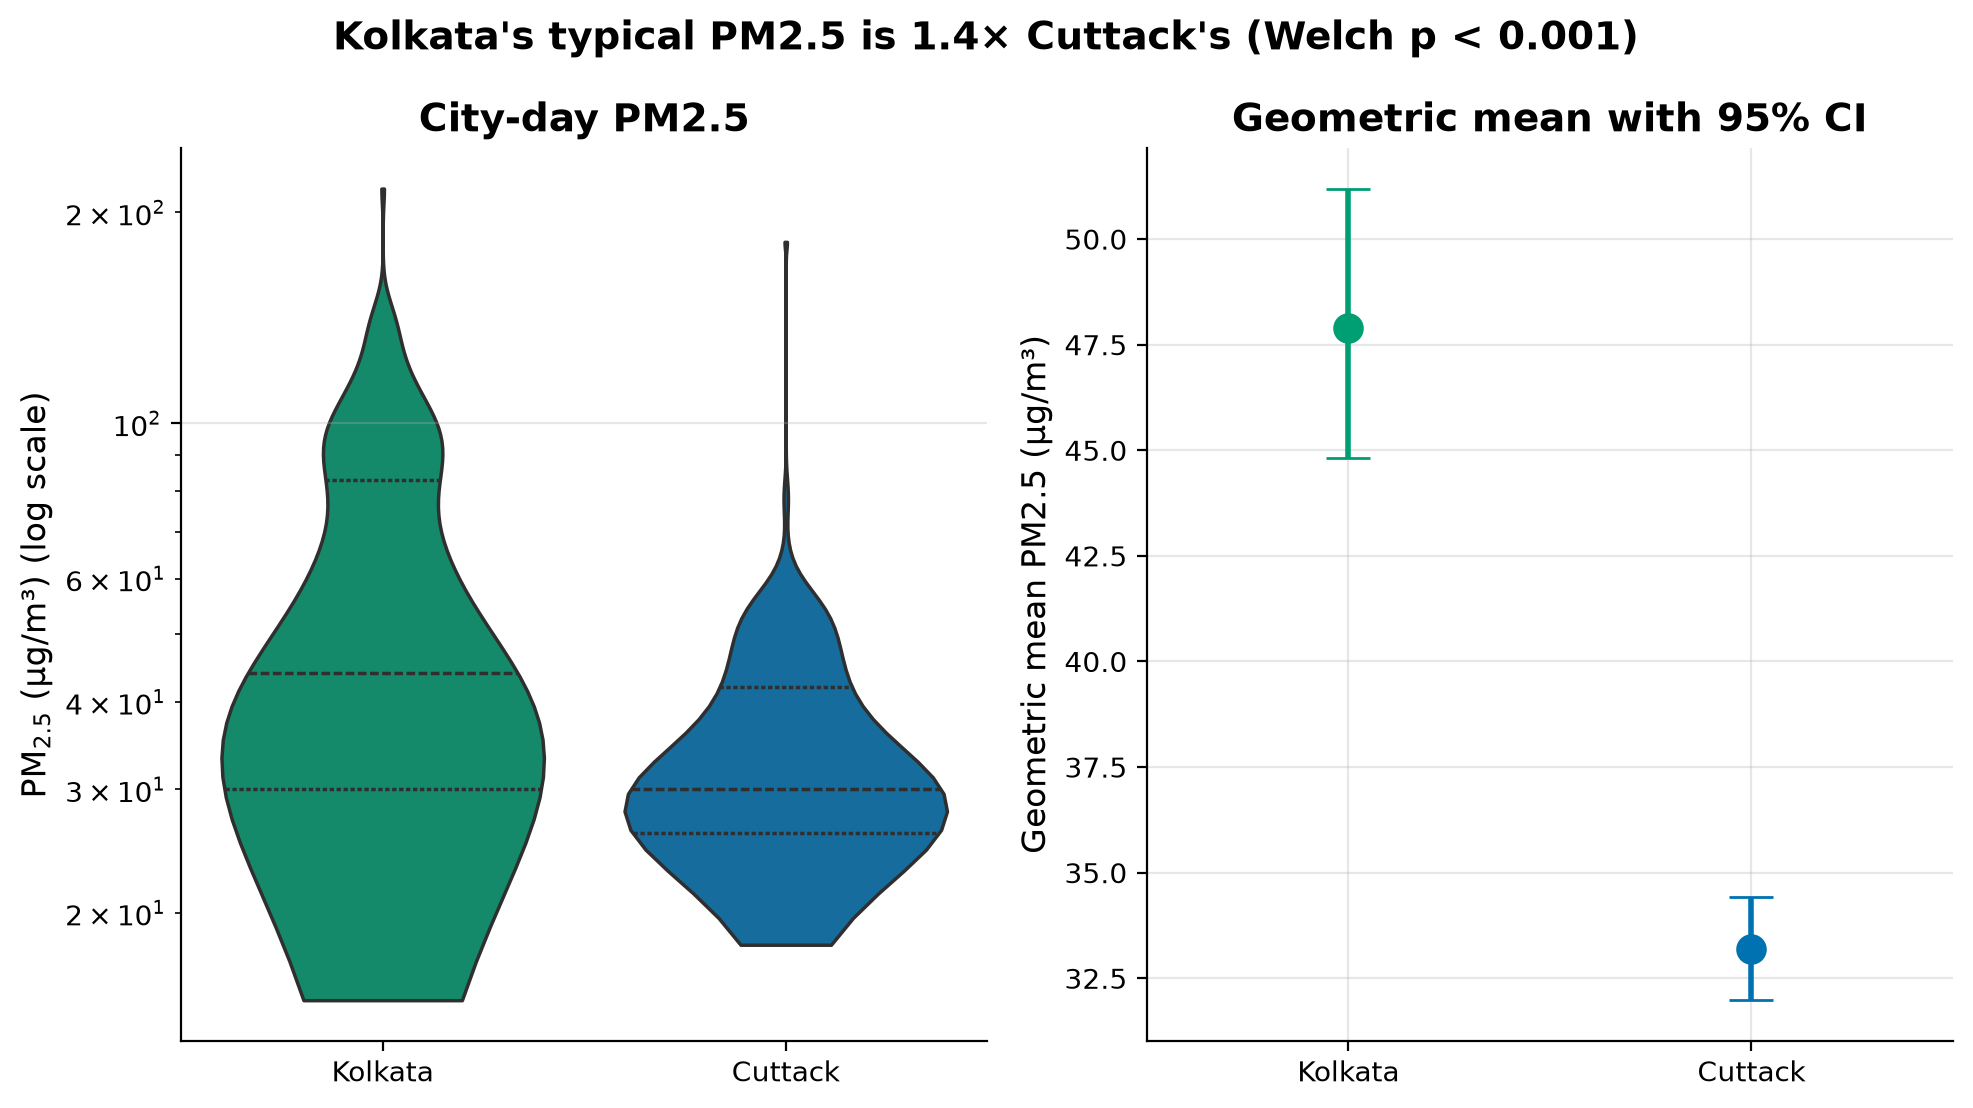 Kolkata's typical PM2.5 is 1.4× Cuttack's (Welch p < 0.001)
City-day PM2.5
PM₂.₅ (µg/m³) (log scale)
2 × 10²
10²
6 × 10¹
4 × 10¹
3 × 10¹
2 × 10¹
Kolkata
Cuttack
Geometric mean with 95% CI
Geometric mean PM2.5 (µg/m³)
50.0
47.5
45.0
42.5
40.0
37.5
35.0
32.5
Kolkata
Cuttack